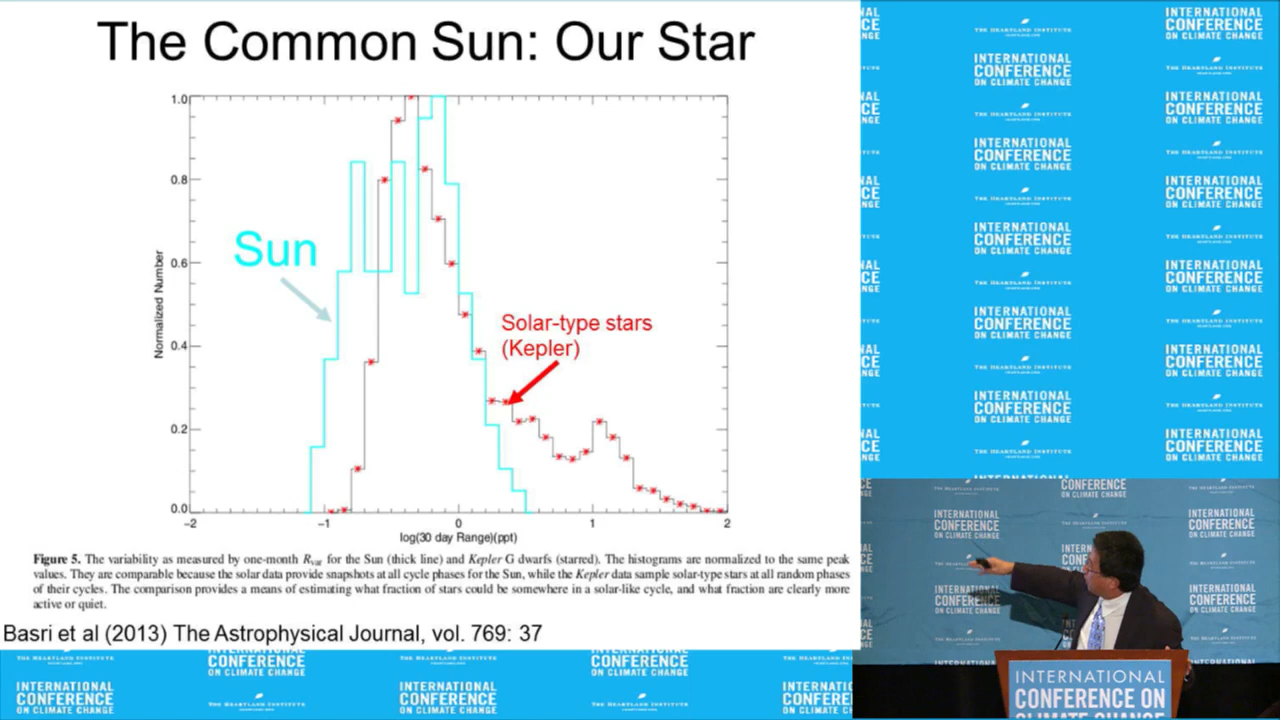 The Common Sun: Our Star
1.0
0.8
0.6
0.4
0.2
0.0
Normalized Number
Sun
Solar-type stars
(Kepler)
-2
-1
0
1
2
log(30 day Range)(ppt)
Figure 5. The variability as measured by one-month Rvar for the Sun (thick line) and Kepler G dwarfs (starred). The histograms are normalized to the same peak
values. They are comparable because the solar data provide snapshots at all cycle phases for the Sun, while the Kepler data sample solar-type stars at all random phases
of their cycles. The comparison provides a means of estimating what fraction of stars could be somewhere in a solar-like cycle, and what fraction are clearly more
active or quiet.
Basri et al (2013) The Astrophysical Journal, vol. 769: 37
THE HEARTLAND INSTITUTE
INTERNATIONAL
CONFERENCE
ON CLIMATE CHANGE
INTERNATIONAL
CONFERENCE ON
CLIMATE CHANGE